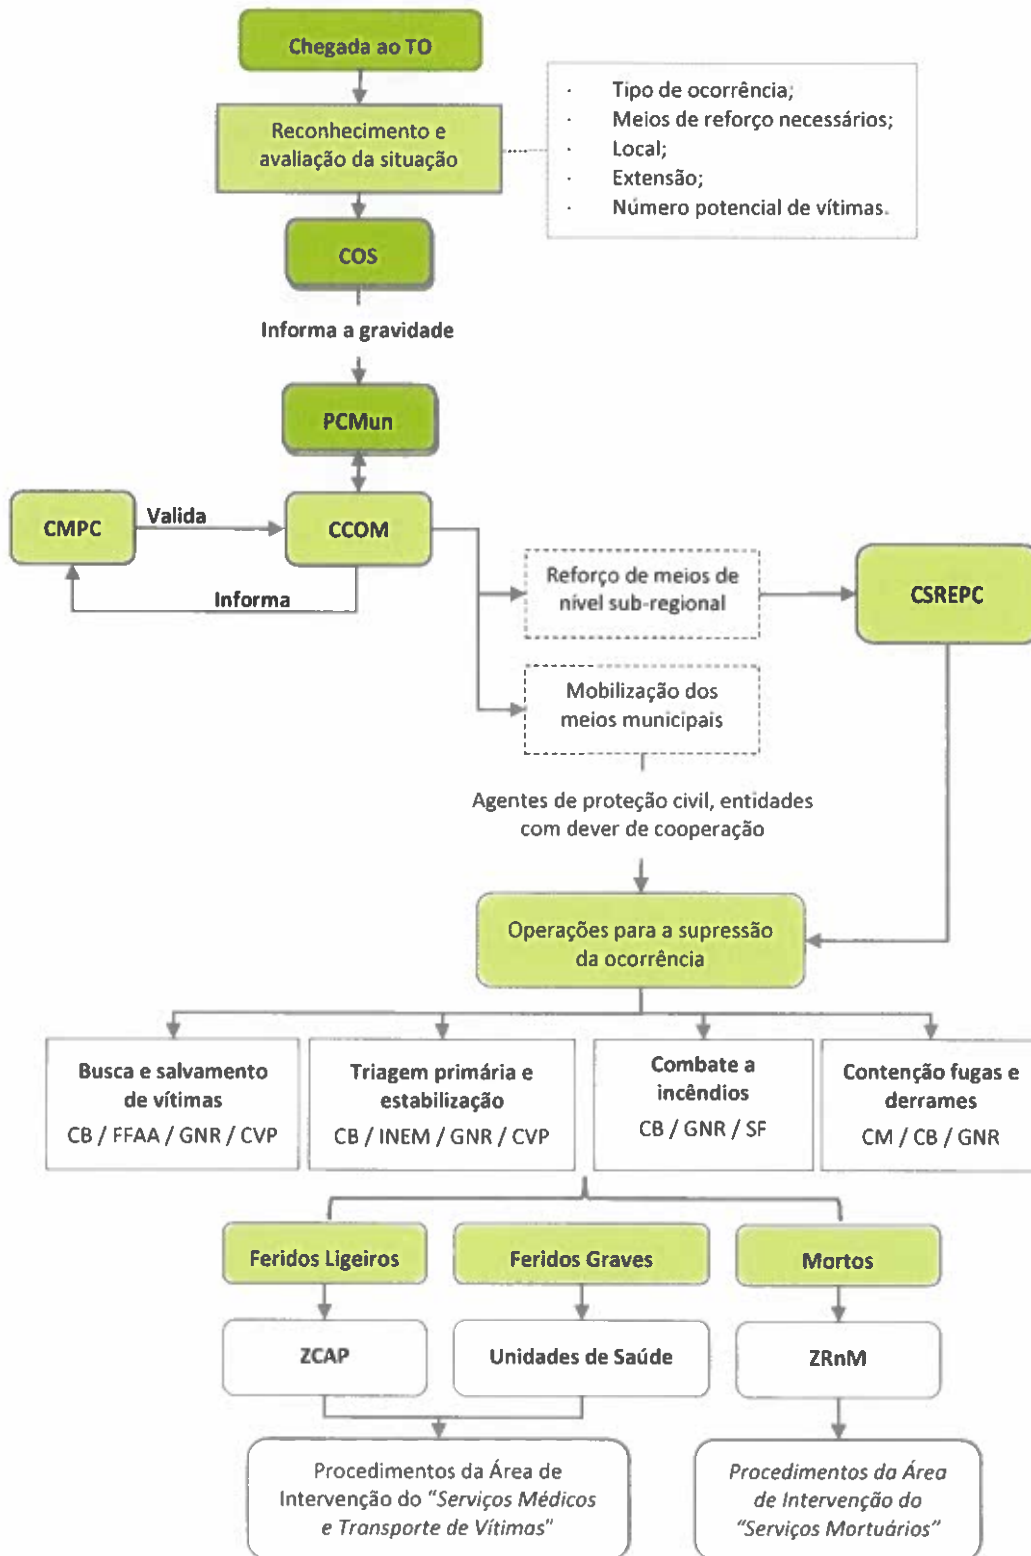 Chegada ao TO
Reconhecimento e
avaliação da situação
· Tipo de ocorrência;
· Meios de reforço necessários;
· Local;
· Extensão;
· Número potencial de vítimas.
COS
Informa a gravidade
PCMun
CMPC
Valida
CCOM
Informa
Reforço de meios de
nível sub-regional
CSREPC
Mobilização dos
meios municipais
Agentes de proteção civil, entidades
com dever de cooperação
Operações para a supressão
da ocorrência
Busca e salvamento
de vítimas
CB / FFAA / GNR / CVP
Triagem primária e
estabilização
CB / INEM / GNR / CVP
Combate a
incêndios
CB / GNR / SF
Contenção fugas e
derrames
CM / CB / GNR
Feridos Ligeiros
Feridos Graves
Mortos
ZCAP
Unidades de Saúde
ZRnM
Procedimentos da Área de
Intervenção do "Serviços Médicos
e Transporte de Vítimas"
Procedimentos da Área
de Intervenção do
"Serviços Mortuários"